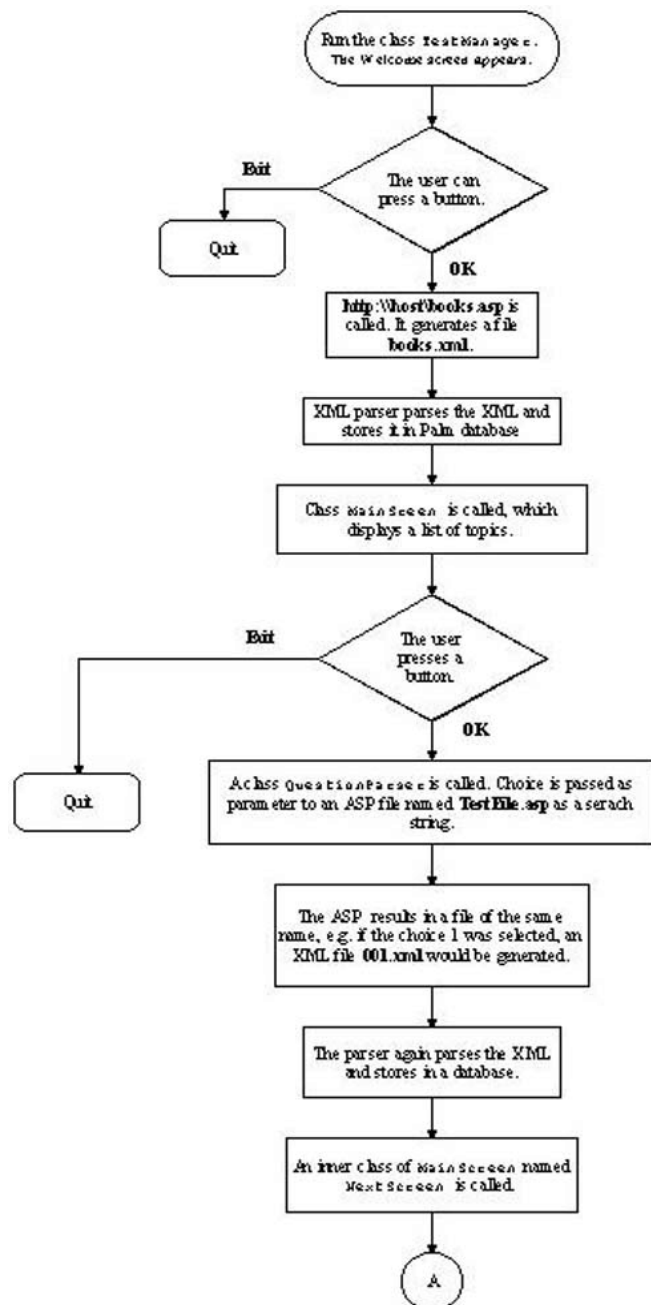 Run the class TestManager.
The Welcome screen appears.
Exit
The user can
press a button.
Quit
OK
http:\\host\books.asp is
called. It generates a file
books.xml.
XML parser parses the XML and
stores it in Palm database
Class MainScreen is called, which
displays a list of topics.
Exit
The user
presses a
button.
OK
Quit
A class QuestionParser is called. Choice is passed as
parameter to an ASP file named TestFile.asp as a serach
string.
The ASP results in a file of the same
name, e.g. if the choice 1 was selected, an
XML file 001.xml would be generated.
The parser again parses the XML
and stores in a database.
An inner class of MainScreen named
NextScreen is called.
A